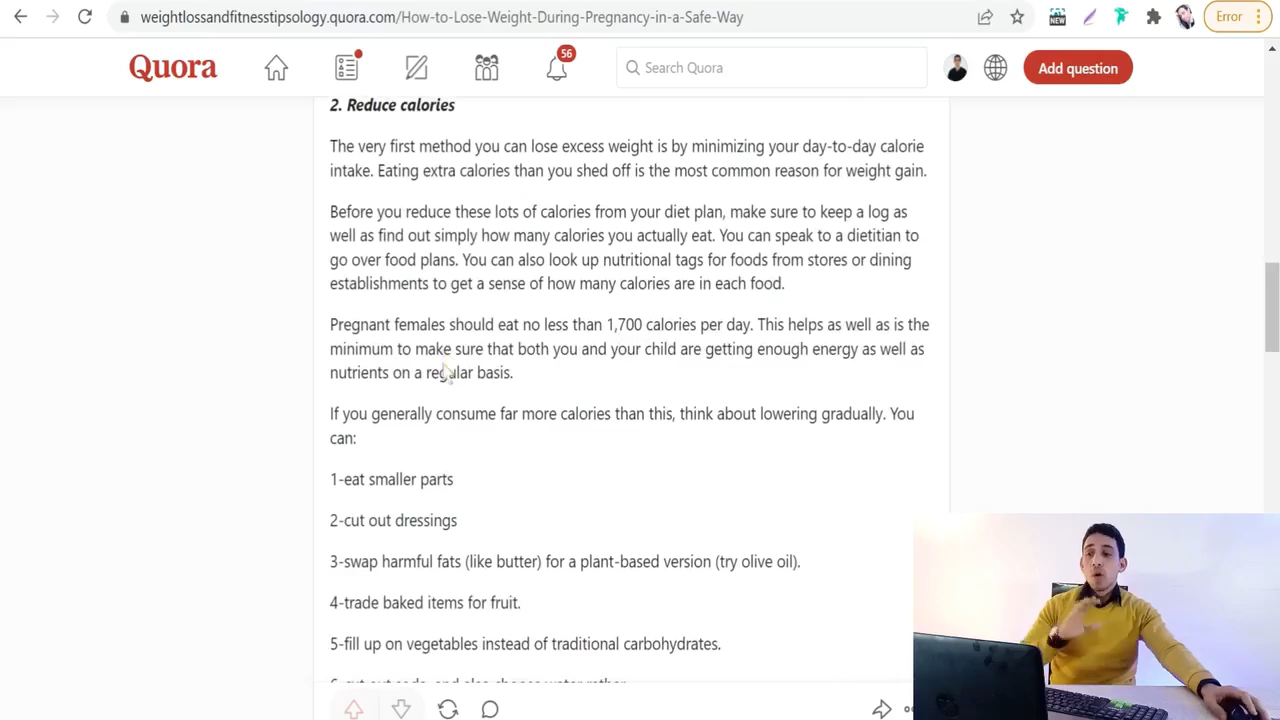 weightlossandfitnesstipsology.quora.com/How-to-Lose-Weight-During-Pregnancy-in-a-Safe-Way
NEW
Error
Quora
56
Search Quora
Add question
2. Reduce calories
The very first method you can lose excess weight is by minimizing your day-to-day calorie
intake. Eating extra calories than you shed off is the most common reason for weight gain.
Before you reduce these lots of calories from your diet plan, make sure to keep a log as
well as find out simply how many calories you actually eat. You can speak to a dietitian to
go over food plans. You can also look up nutritional tags for foods from stores or dining
establishments to get a sense of how many calories are in each food.
Pregnant females should eat no less than 1,700 calories per day. This helps as well as is the
minimum to make sure that both you and your child are getting enough energy as well as
nutrients on a regular basis.
If you generally consume far more calories than this, think about lowering gradually. You
can:
1-eat smaller parts
2-cut out dressings
3-swap harmful fats (like butter) for a plant-based version (try olive oil).
4-trade baked items for fruit.
5-fill up on vegetables instead of traditional carbohydrates.
6-cut out soda, and also choose water rather